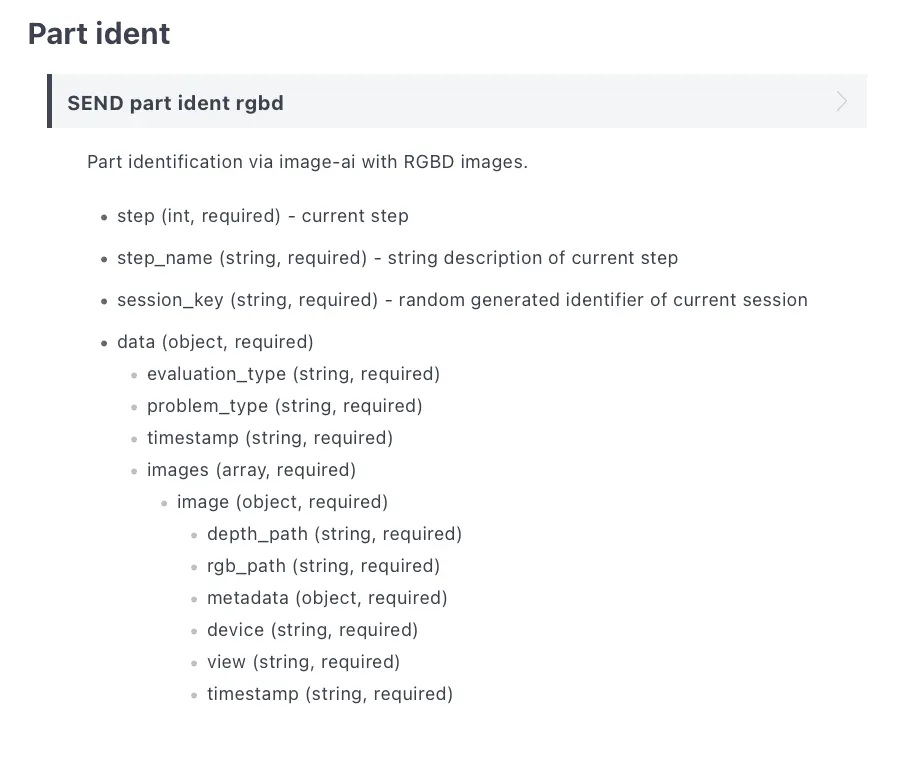 Part ident
SEND part ident rgbd
Part identification via image-ai with RGBD images.
step (int, required) - current step
step_name (string, required) - string description of current step
session_key (string, required) - random generated identifier of current session
data (object, required)
evaluation_type (string, required)
problem_type (string, required)
timestamp (string, required)
images (array, required)
image (object, required)
depth_path (string, required)
rgb_path (string, required)
metadata (object, required)
device (string, required)
view (string, required)
timestamp (string, required)